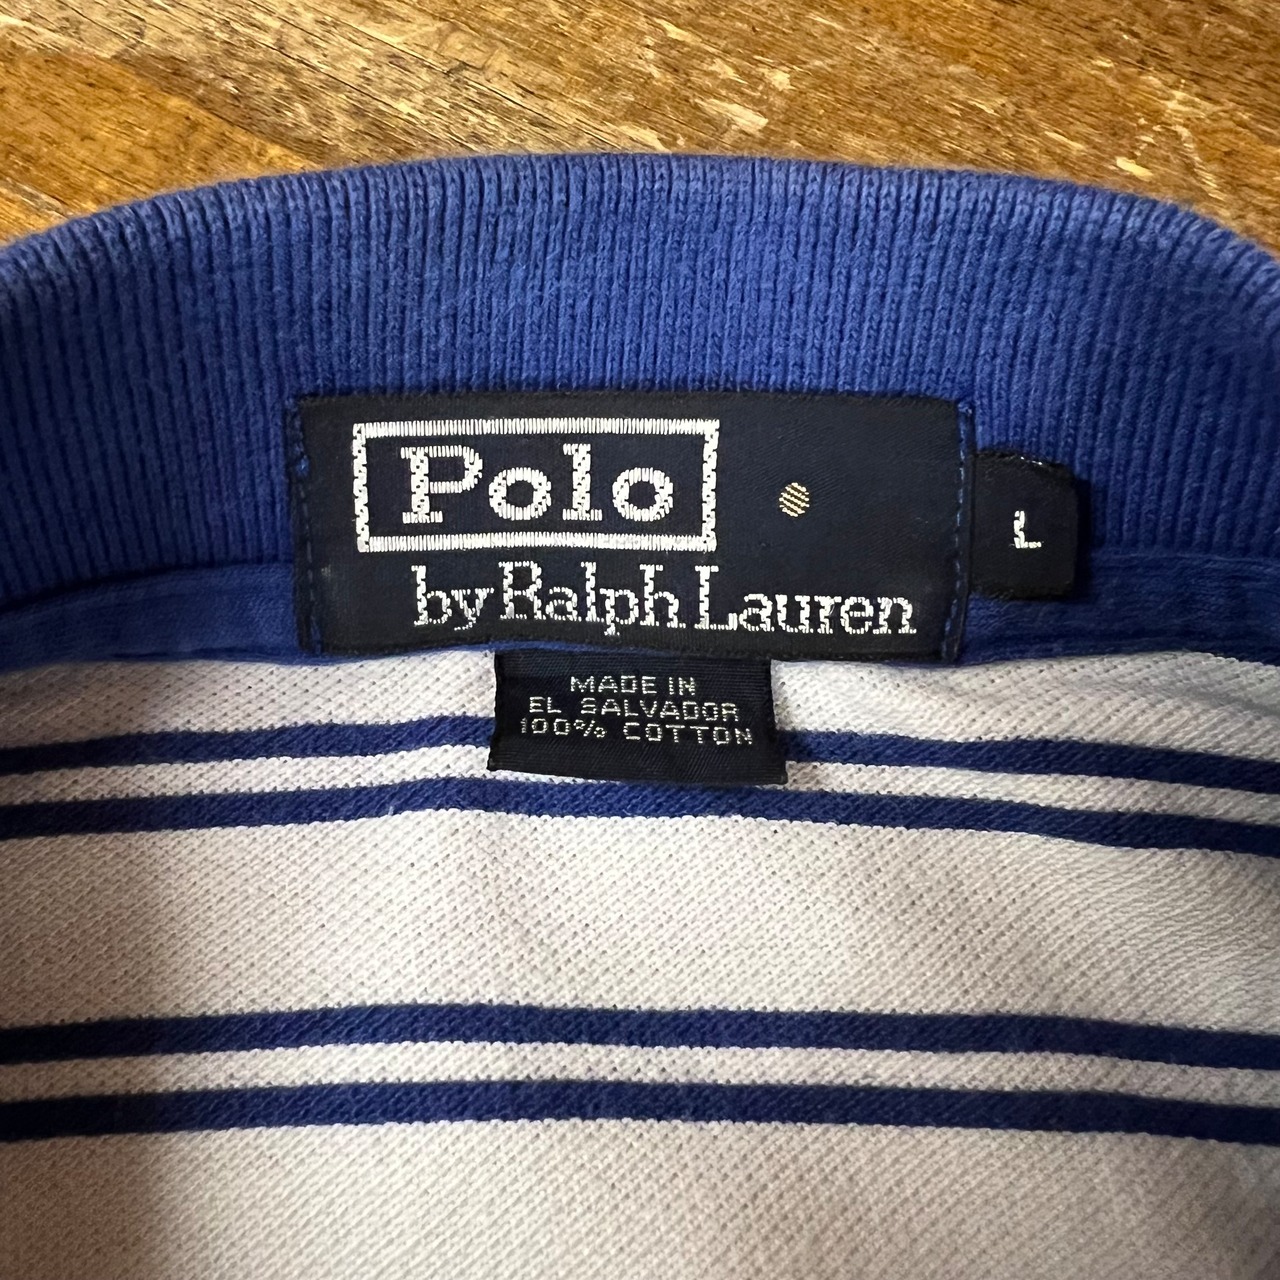 Polo
by Ralph Lauren
L
MADE IN
EL SALVADOR
100% COTTON